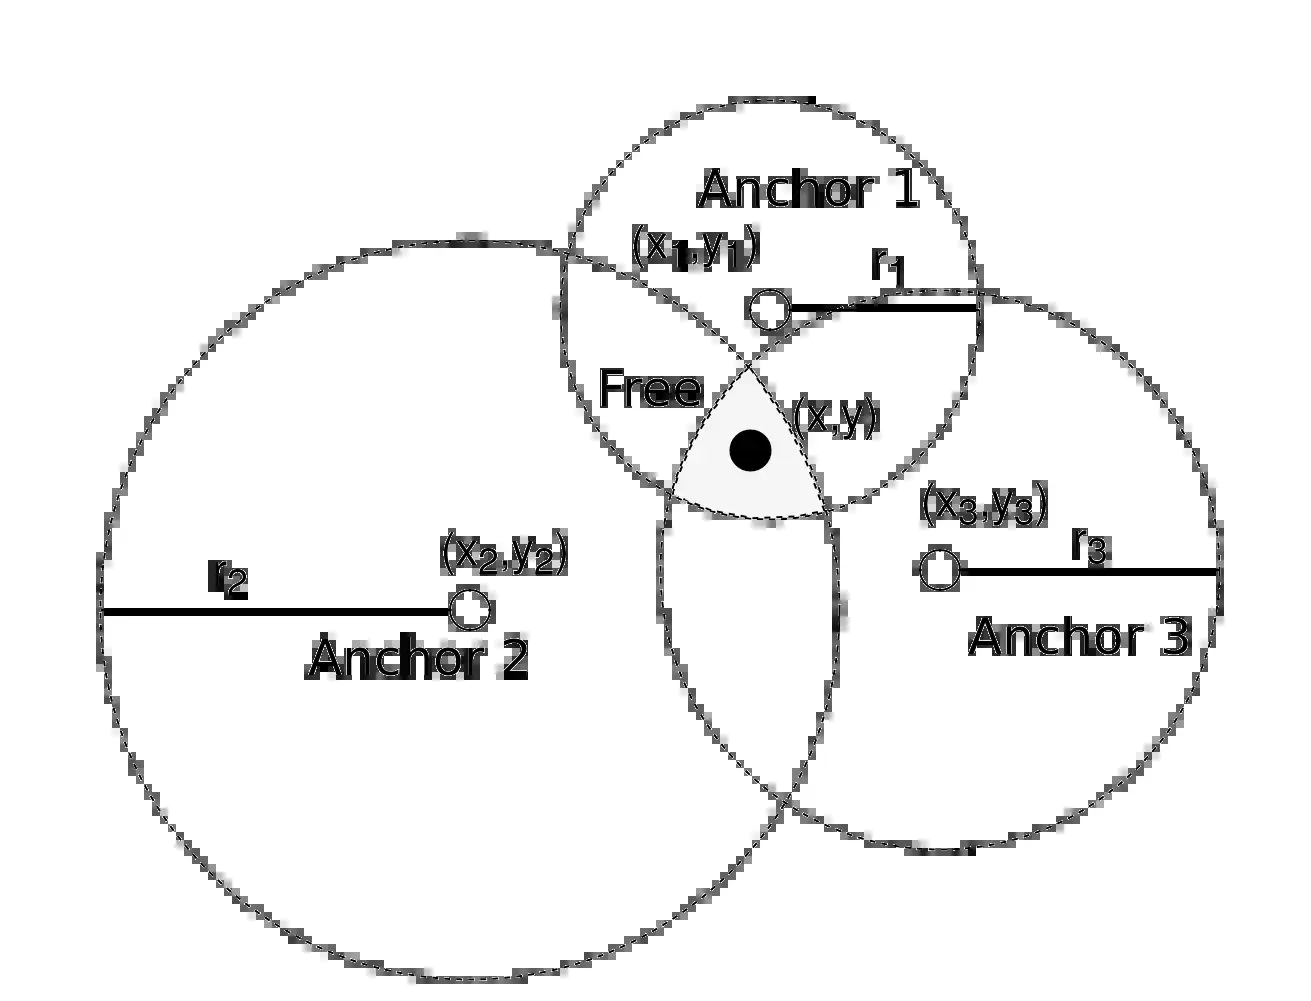 Anchor 1
(x₁,y₁)
r₁
Free
(x,y)
(x₃,y₃)
r₃
(x₂,y₂)
r₂
Anchor 3
Anchor 2